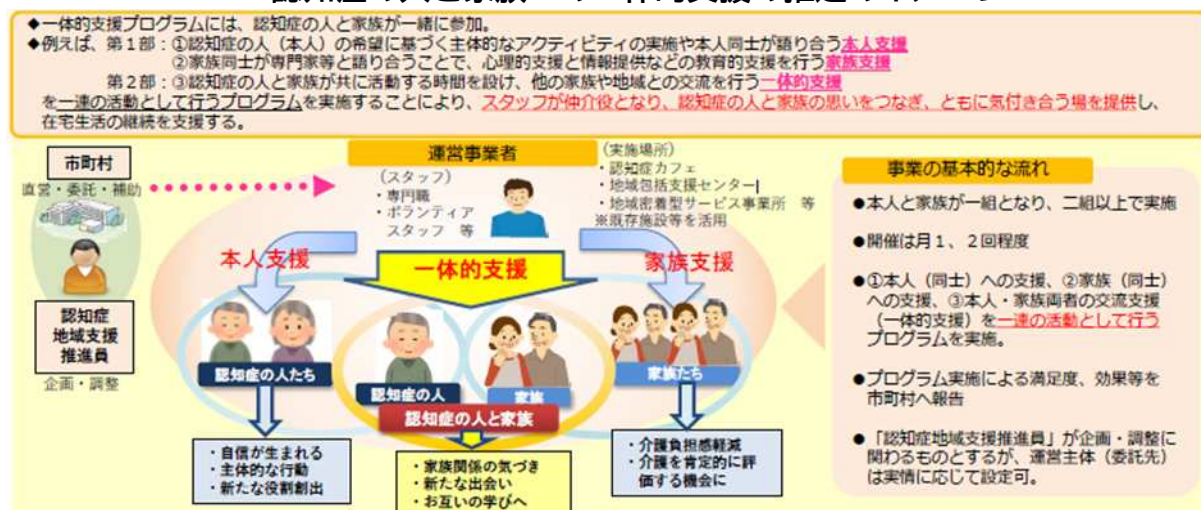 ◆一体的支援プログラムには、認知症の人と家族が一緒に参加。
◆例えば、第１部：①認知症の人（本人）の希望に基づく主体的なアクティビティの実施や本人同士が語り合う本人支援
②家族同士が専門家等と語り合うことで、心理的支援と情報提供などの教育的支援を行う家族支援
第２部：③認知症の人と家族が共に活動する時間を設け、他の家族や地域との交流を行う一体的支援
を一連の活動として行うプログラムを実施することにより、スタッフが仲介役となり、認知症の人と家族の思いをつなぎ、ともに気付き合う場を提供し、
在宅生活の継続を支援する。
市町村
直営・委託・補助
認知症
地域支援
推進員
企画・調整
運営事業者
（スタッフ）
・専門職
・ボランティア
スタッフ　等
（実施場所）
・認知症カフェ
・地域包括支援センター
・地域密着型サービス事業所　等
※既存施設等を活用
本人支援
一体的支援
家族支援
認知症の人たち
認知症の人
家族
家族たち
認知症の人と家族
・自信が生まれる
・主体的な行動
・新たな役割創出
・家族関係の気づき
・新たな出会い
・お互いの学びへ
・介護負担感軽減
・介護を肯定的に評
価する機会に
事業の基本的な流れ
●本人と家族が一組となり、二組以上で実施
●開催は月１、２回程度
●①本人（同士）への支援、②家族（同士）
への支援、③本人・家族両者の交流支援
（一体的支援）を一連の活動として行う
プログラムを実施。
●プログラム実施による満足度、効果等を
市町村へ報告
●「認知症地域支援推進員」が企画・調整に
関わるものとするが、運営主体（委託先）
は実情に応じて設定可。